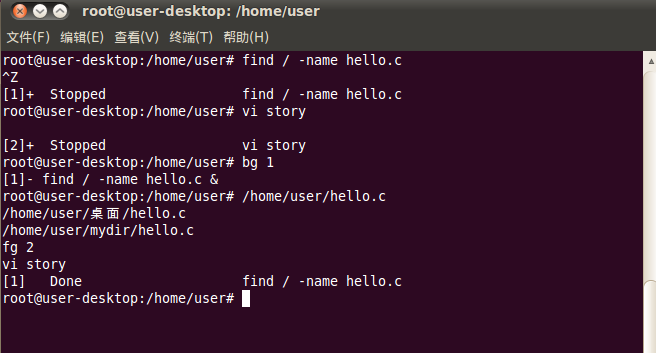 root@user-desktop: /home/user
文件(F) 编辑(E) 查看(V) 终端(T) 帮助(H)
root@user-desktop:/home/user# find / -name hello.c
^Z
[1]+  Stopped                 find / -name hello.c
root@user-desktop:/home/user# vi story
[2]+  Stopped                 vi story
root@user-desktop:/home/user# bg 1
[1]- find / -name hello.c &
root@user-desktop:/home/user# /home/user/hello.c
/home/user/桌面/hello.c
/home/user/mydir/hello.c
fg 2
vi story
[1]   Done                    find / -name hello.c
root@user-desktop:/home/user#